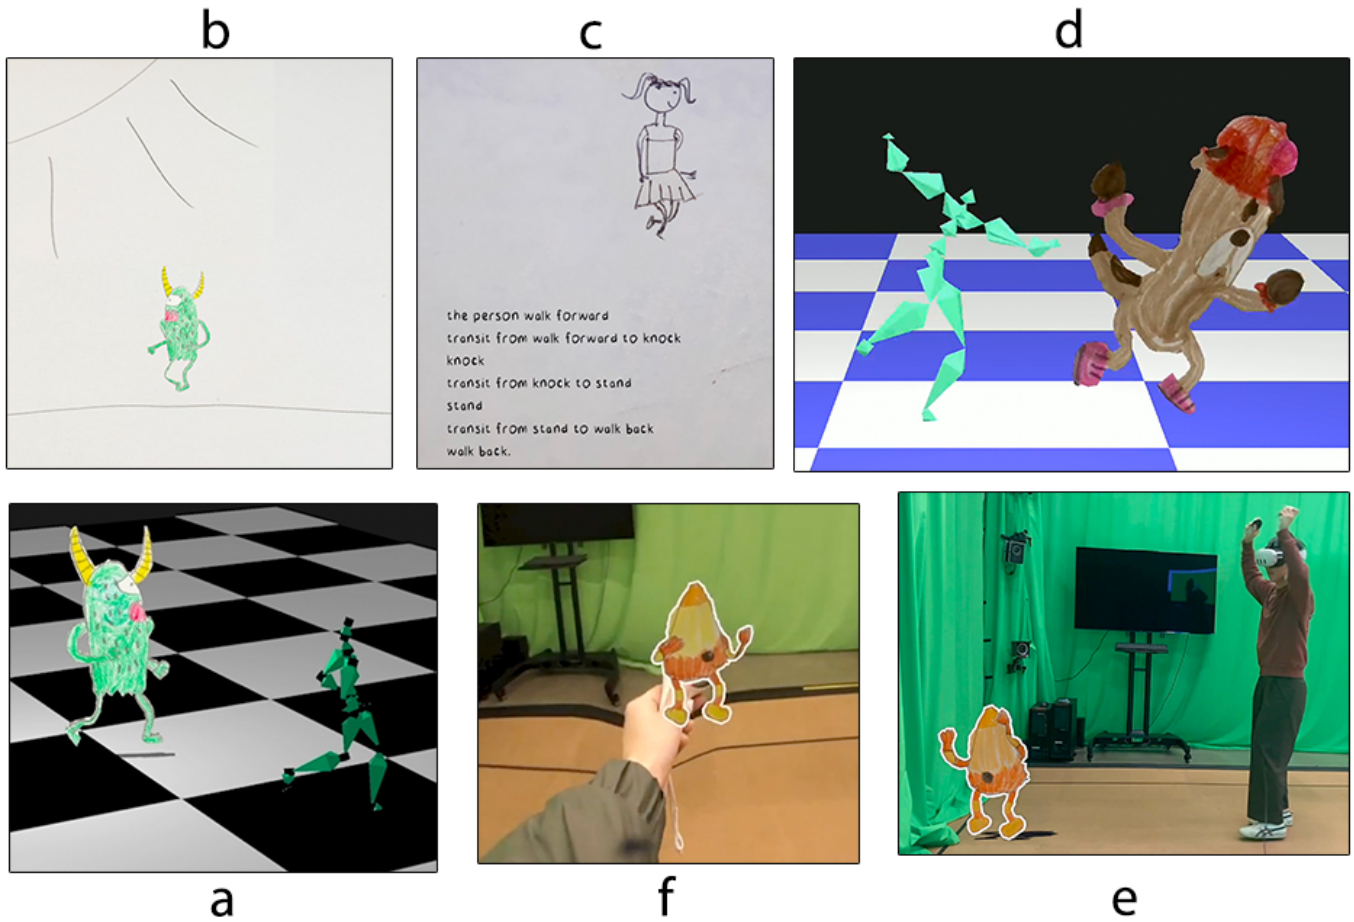 b
c
d
the person walk forward
transit from walk forward to knock
knock
transit from knock to stand
stand
transit from stand to walk back
walk back.
a
f
e